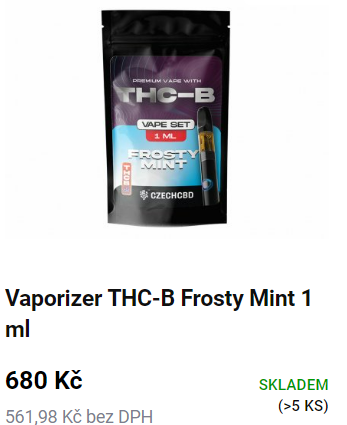 PREMIUM VAPE WITH
THC-B
VAPE SET
1 ML
FROSTY
MINT
CZECHCBD
Vaporizer THC-B Frosty Mint 1
ml
680 Kč
SKLADEM
561,98 Kč bez DPH
(>5 KS)